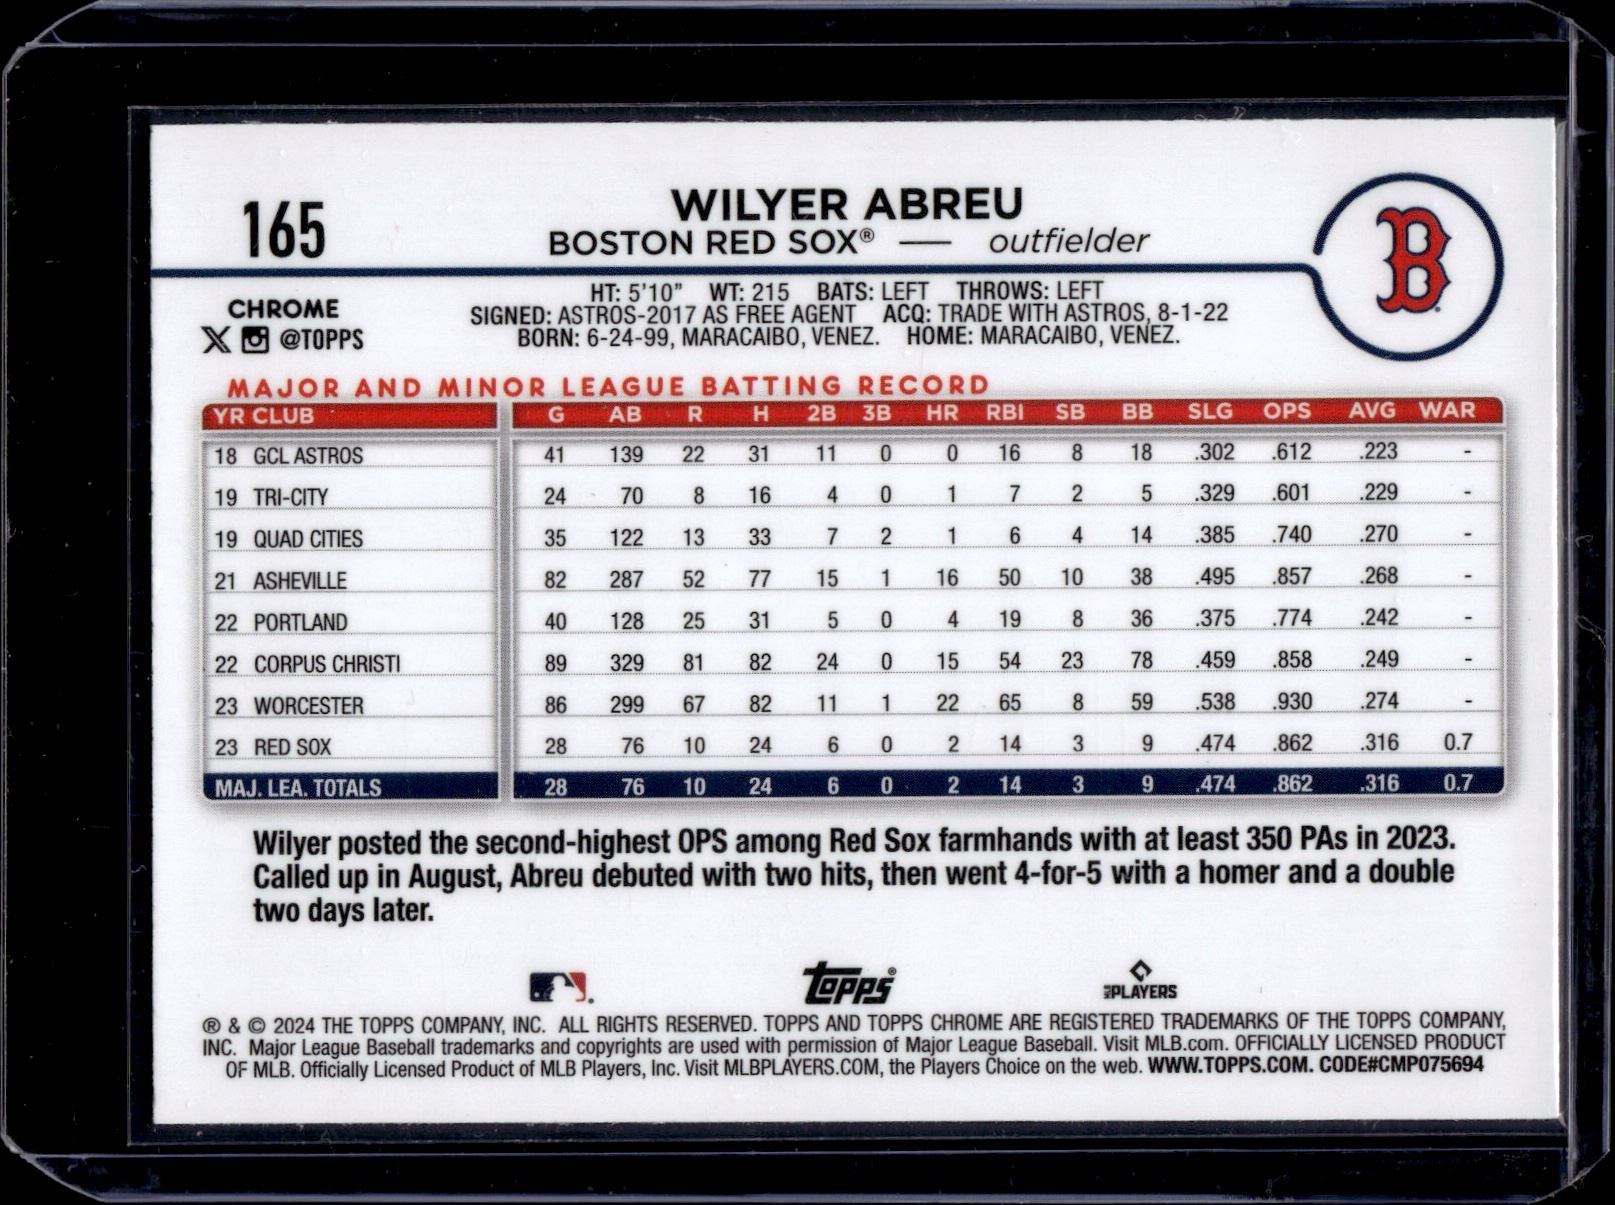 165
WILYER ABREU
BOSTON RED SOX® — outfielder
B
CHROME
@TOPPS
HT: 5'10" WT: 215 BATS: LEFT THROWS: LEFT
SIGNED: ASTROS-2017 AS FREE AGENT ACQ: TRADE WITH ASTROS, 8-1-22
BORN: 6-24-99, MARACAIBO, VENEZ. HOME: MARACAIBO, VENEZ.
MAJOR AND MINOR LEAGUE BATTING RECORD
YR CLUB G AB R H 2B 3B HR RBI SB BB SLG OPS AVG WAR
18 GCL ASTROS 41 139 22 31 11 0 0 16 8 18 .302 .612 .223 -
19 TRI-CITY 24 70 8 16 4 0 1 7 2 5 .329 .601 .229 -
19 QUAD CITIES 35 122 13 33 7 2 1 6 4 14 .385 .740 .270 -
21 ASHEVILLE 82 287 52 77 15 1 16 50 10 38 .495 .857 .268 -
22 PORTLAND 40 128 25 31 5 0 4 19 8 36 .375 .774 .242 -
22 CORPUS CHRISTI 89 329 81 82 24 0 15 54 23 78 .459 .858 .249 -
23 WORCESTER 86 299 67 82 11 1 22 65 8 59 .538 .930 .274 -
23 RED SOX 28 76 10 24 6 0 2 14 3 9 .474 .862 .316 0.7
MAJ. LEA. TOTALS 28 76 10 24 6 0 2 14 3 9 .474 .862 .316 0.7
Wilyer posted the second-highest OPS among Red Sox farmhands with at least 350 PAs in 2023.
Called up in August, Abreu debuted with two hits, then went 4-for-5 with a homer and a double
two days later.
Topps®
MLB PLAYERS
® & © 2024 THE TOPPS COMPANY, INC. ALL RIGHTS RESERVED. TOPPS AND TOPPS CHROME ARE REGISTERED TRADEMARKS OF THE TOPPS COMPANY,
INC. Major League Baseball trademarks and copyrights are used with permission of Major League Baseball. Visit MLB.com. OFFICIALLY LICENSED PRODUCT
OF MLB. Officially Licensed Product of MLB Players, Inc. Visit MLBPLAYERS.COM, the Players Choice on the web. WWW.TOPPS.COM. CODE#CMP075694